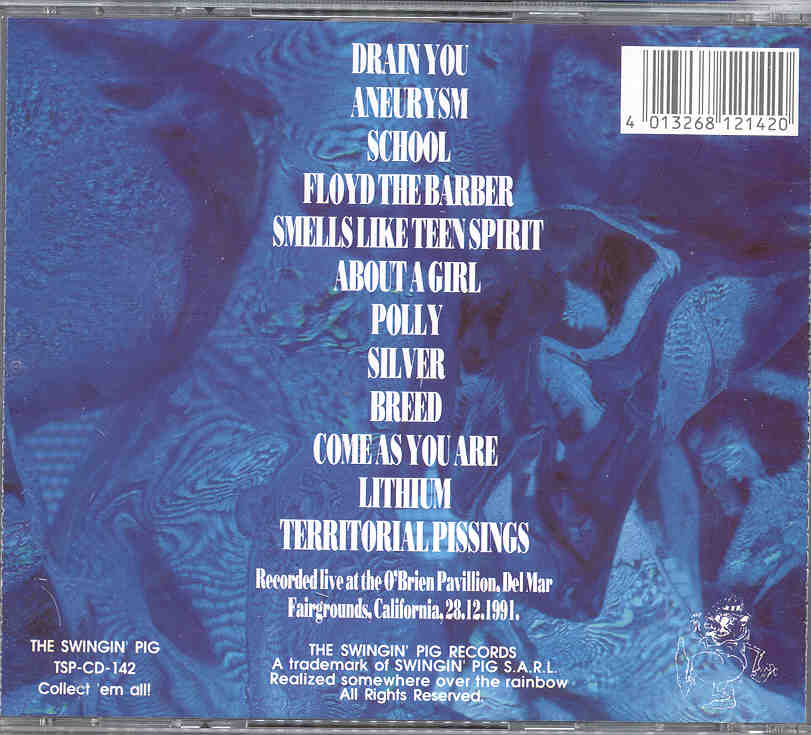 DRAIN YOU
ANEURYSM
SCHOOL
FLOYD THE BARBER
SMELLS LIKE TEEN SPIRIT
ABOUT A GIRL
POLLY
SILVER
BREED
COME AS YOU ARE
LITHIUM
TERRITORIAL PISSINGS
Recorded live at the O'Brien Pavillion, Del Mar
Fairgrounds, California, 28.12.1991.
4 013268 121420
THE SWINGIN' PIG
TSP-CD-142
Collect 'em all!
THE SWINGIN' PIG RECORDS
A trademark of SWINGIN' PIG S.A.R.L.
Realized somewhere over the rainbow
All Rights Reserved.